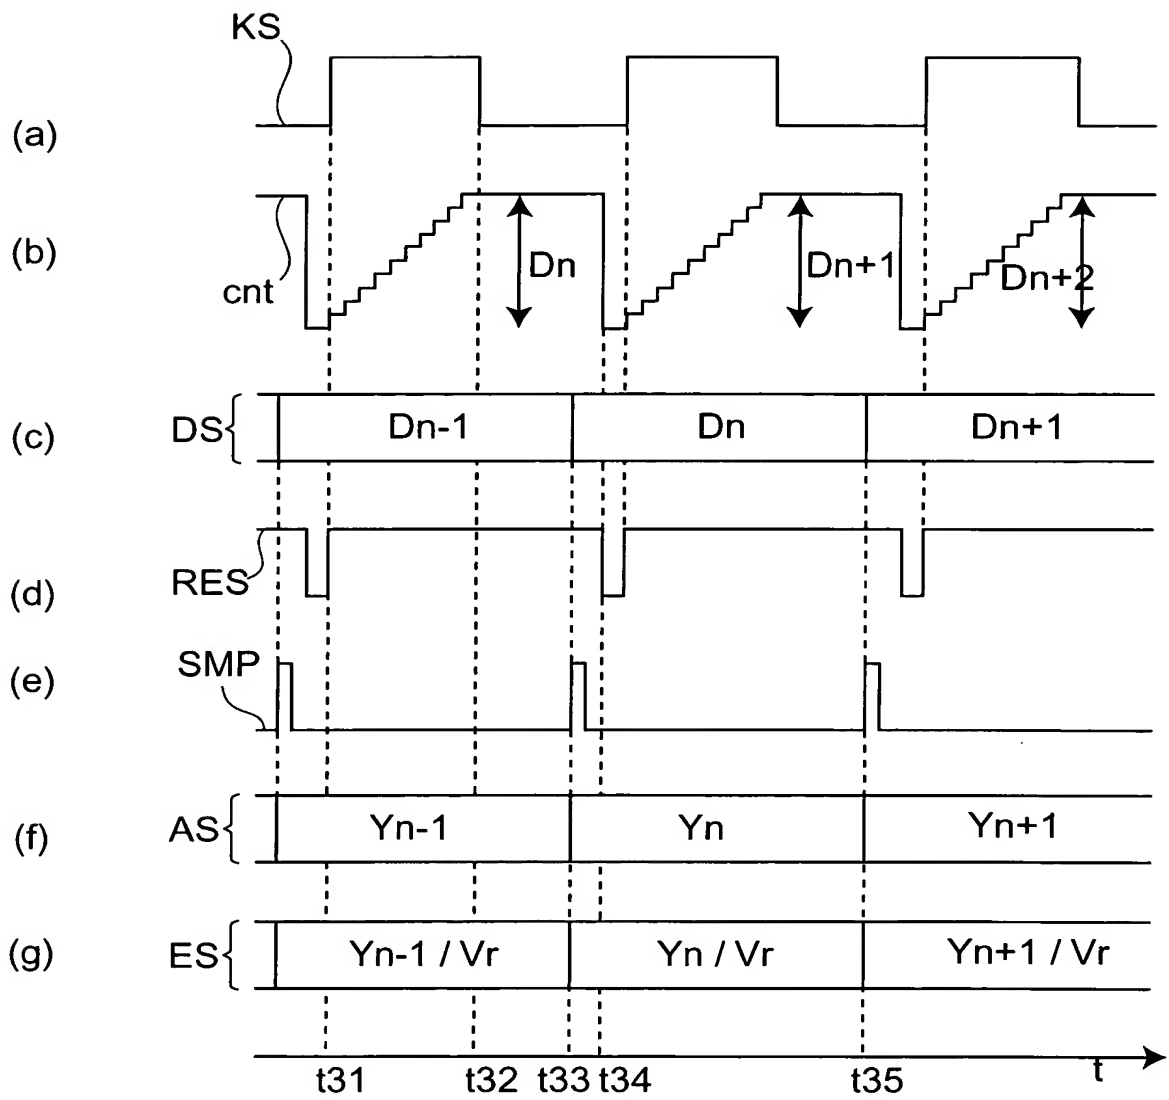 KS
(a)
(b)
cnt
Dn
Dn+1
Dn+2
(c)
DS
Dn-1
Dn
Dn+1
(d)
RES
(e)
SMP
(f)
AS
Yn-1
Yn
Yn+1
(g)
ES
Yn-1 / Vr
Yn / Vr
Yn+1 / Vr
t31
t32
t33
t34
t35
t